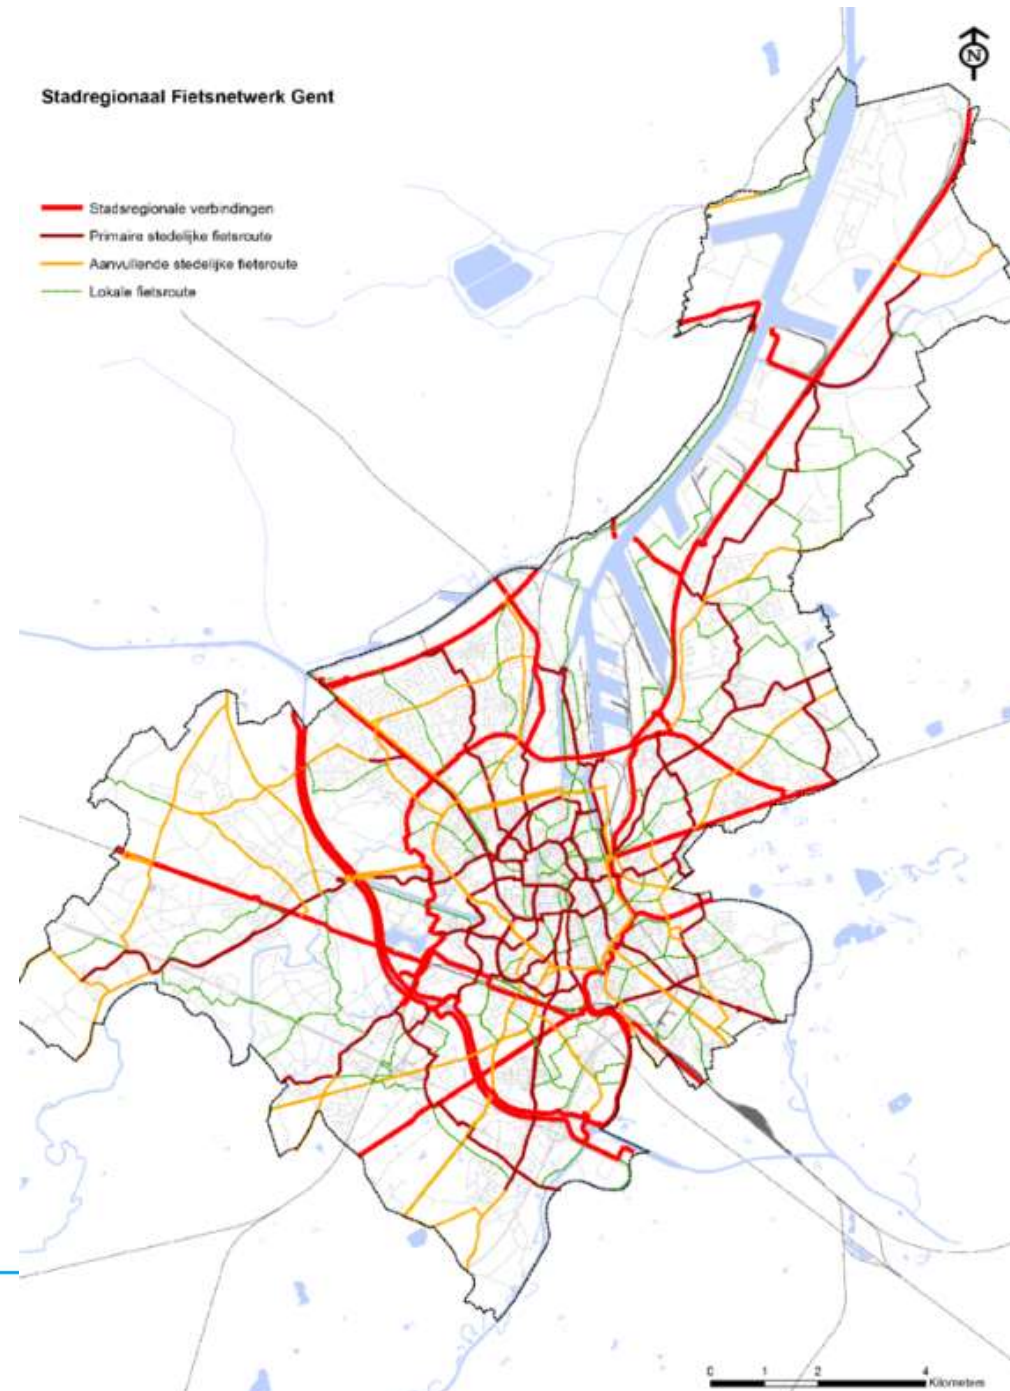 N
Stadregionaal Fietsnetwerk Gent
Stadsregionale verbindingen
Primaire stedelijke fietsroute
Aanvullende stedelijke fietsroute
Lokale fietsroute
0 1 2 4
Kilometers